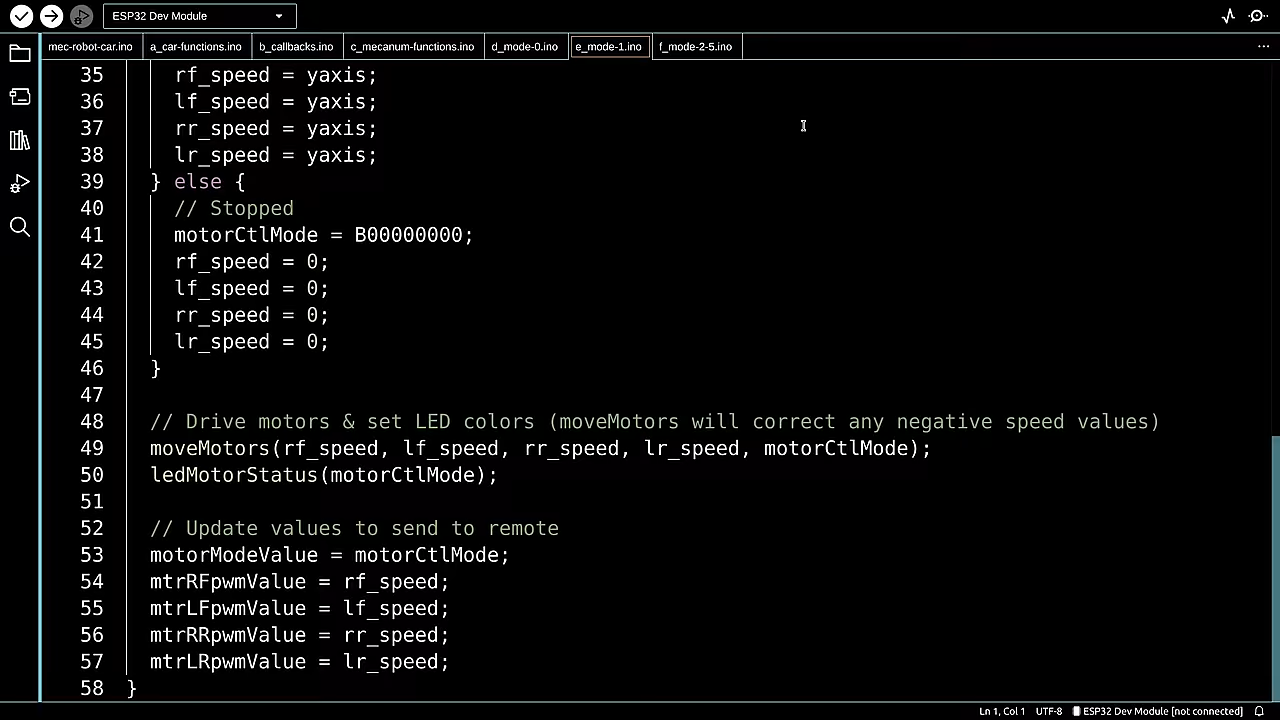 ESP32 Dev Module
mec-robot-car.ino a_car-functions.ino b_callbacks.ino c_mecanum-functions.ino d_mode-0.ino e_mode-1.ino f_mode-2-5.ino ...
35 rf_speed = yaxis;
36 lf_speed = yaxis;
37 rr_speed = yaxis;
38 lr_speed = yaxis;
39 } else {
40 // Stopped
41 motorCtlMode = B00000000;
42 rf_speed = 0;
43 lf_speed = 0;
44 rr_speed = 0;
45 lr_speed = 0;
46 }
47
48 // Drive motors & set LED colors (moveMotors will correct any negative speed values)
49 moveMotors(rf_speed, lf_speed, rr_speed, lr_speed, motorCtlMode);
50 ledMotorStatus(motorCtlMode);
51
52 // Update values to send to remote
53 motorModeValue = motorCtlMode;
54 mtrRFpwmValue = rf_speed;
55 mtrLFpwmValue = lf_speed;
56 mtrRRpwmValue = rr_speed;
57 mtrLRpwmValue = lr_speed;
58 }
Ln 1, Col 1 UTF-8 ESP32 Dev Module [not connected]